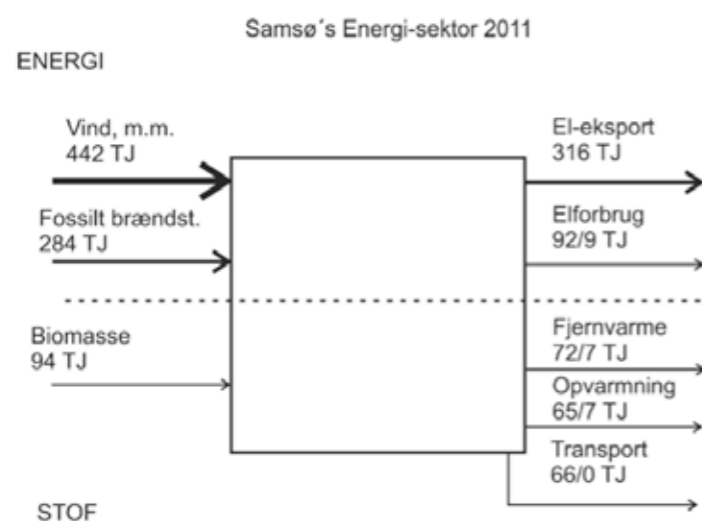 Samsø´s Energi-sektor 2011
ENERGI
Vind, m.m.
442 TJ
Fossilt brændst.
284 TJ
Biomasse
94 TJ
El-eksport
316 TJ
Elforbrug
92/9 TJ
Fjernvarme
72/7 TJ
Opvarmning
65/7 TJ
Transport
66/0 TJ
STOF